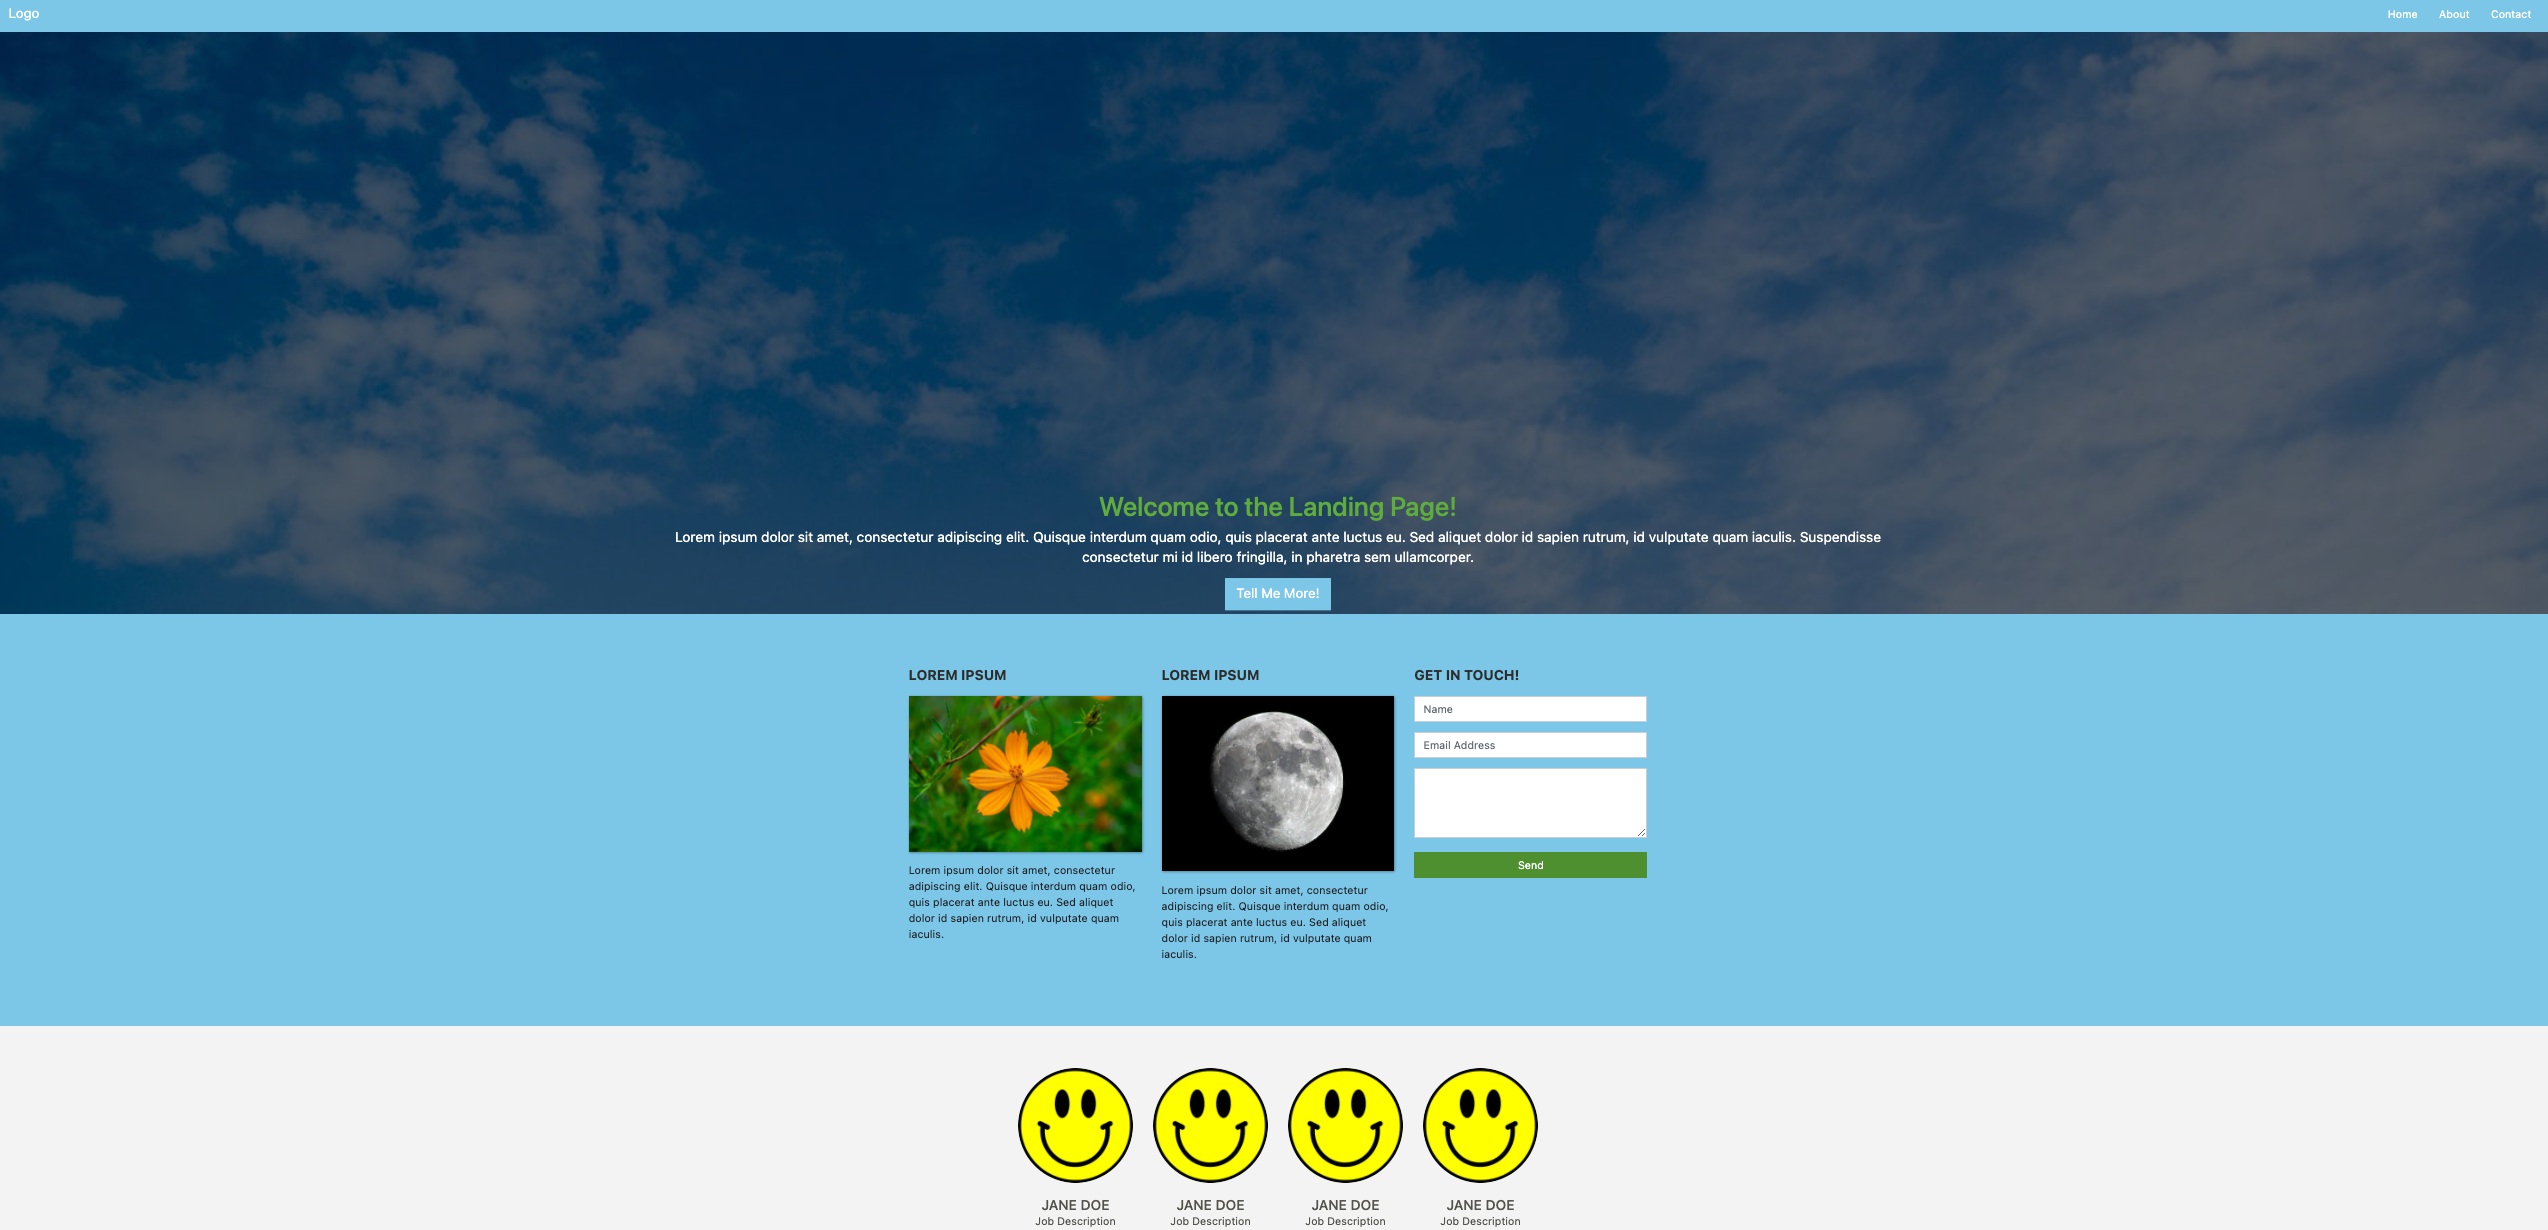 Logo
Home About Contact
Welcome to the Landing Page!
Lorem ipsum dolor sit amet, consectetur adipiscing elit. Quisque interdum quam odio, quis placerat ante luctus eu. Sed aliquet dolor id sapien rutrum, id vulputate quam iaculis. Suspendisse
consectetur mi id libero fringilla, in pharetra sem ullamcorper.
Tell Me More!
LOREM IPSUM
Lorem ipsum dolor sit amet, consectetur
adipiscing elit. Quisque interdum quam odio,
quis placerat ante luctus eu. Sed aliquet
dolor id sapien rutrum, id vulputate quam
iaculis.
LOREM IPSUM
Lorem ipsum dolor sit amet, consectetur
adipiscing elit. Quisque interdum quam odio,
quis placerat ante luctus eu. Sed aliquet
dolor id sapien rutrum, id vulputate quam
iaculis.
GET IN TOUCH!
Name
Email Address
Send
JANE DOE
Job Description
JANE DOE
Job Description
JANE DOE
Job Description
JANE DOE
Job Description